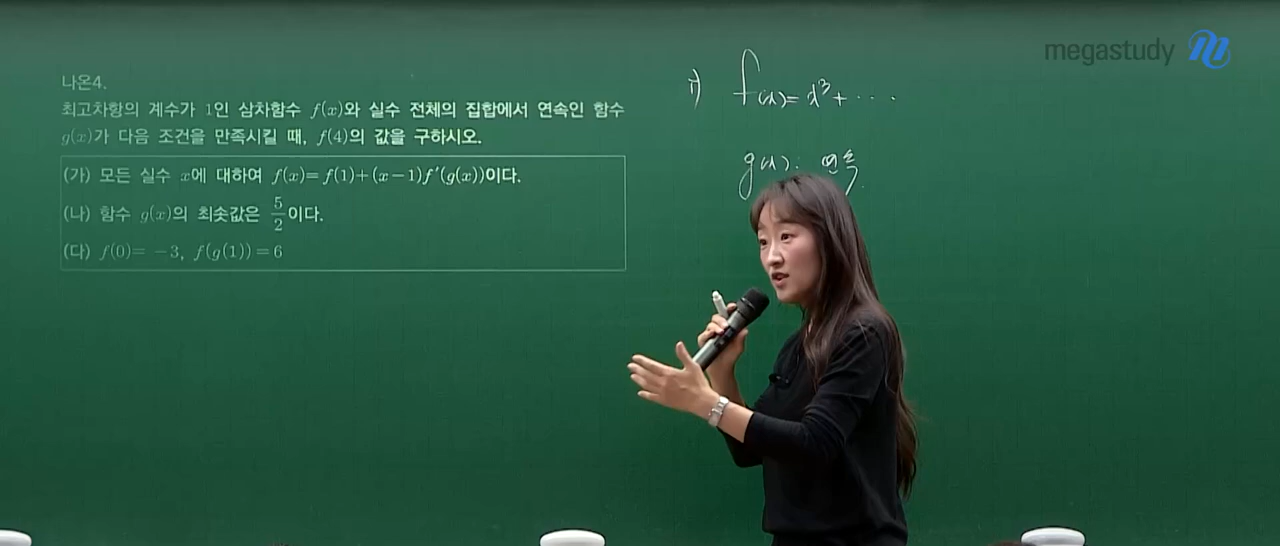 megastudy
나온4.
최고차항의 계수가 1인 삼차함수 f(x)와 실수 전체의 집합에서 연속인 함수
g(x)가 다음 조건을 만족시킬 때, f(4)의 값을 구하시오.
(가) 모든 실수 x에 대하여 f(x)=f(1)+(x-1)f'(g(x))이다.
(나) 함수 g(x)의 최솟값은 5/2이다.
(다) f(0)= -3, f(g(1))=6
i) f(x)= x³+ ····
g(x): 연속